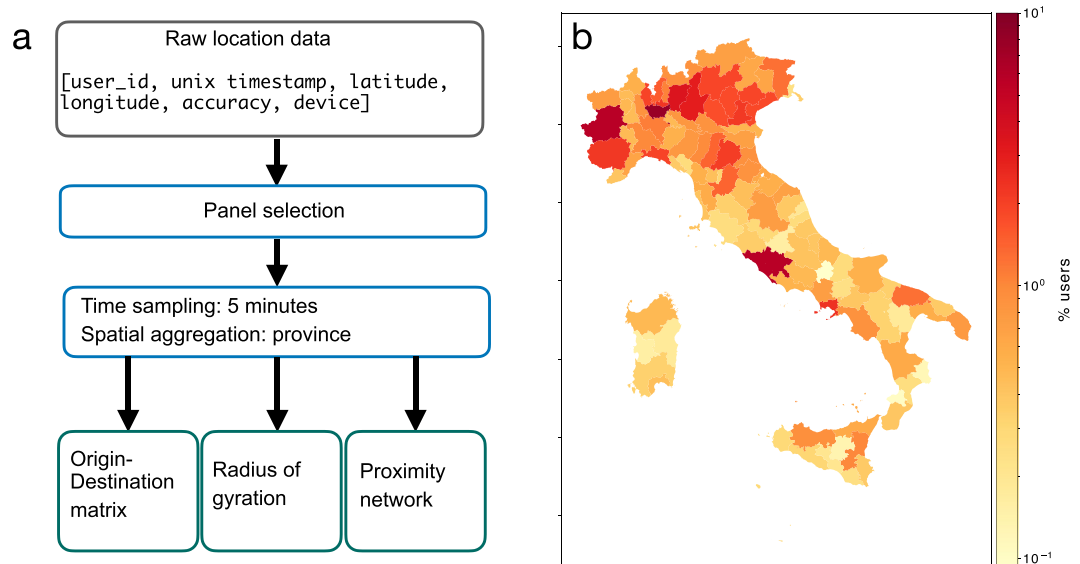 a
Raw location data
[user_id, unix timestamp, latitude,
longitude, accuracy, device]
Panel selection
Time sampling: 5 minutes
Spatial aggregation: province
Origin-
Destination
matrix
Radius of
gyration
Proximity
network
b
10¹
10⁰
10⁻¹
% users